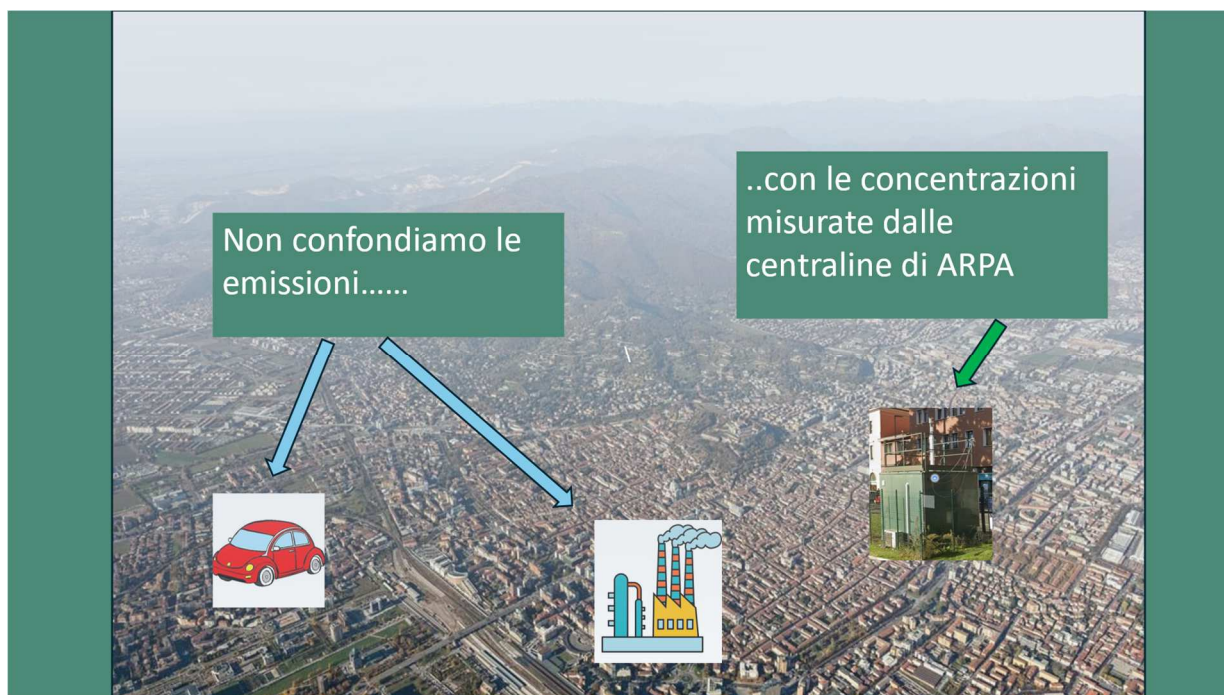 Non confondiamo le
emissioni……
..con le concentrazioni
misurate dalle
centraline di ARPA